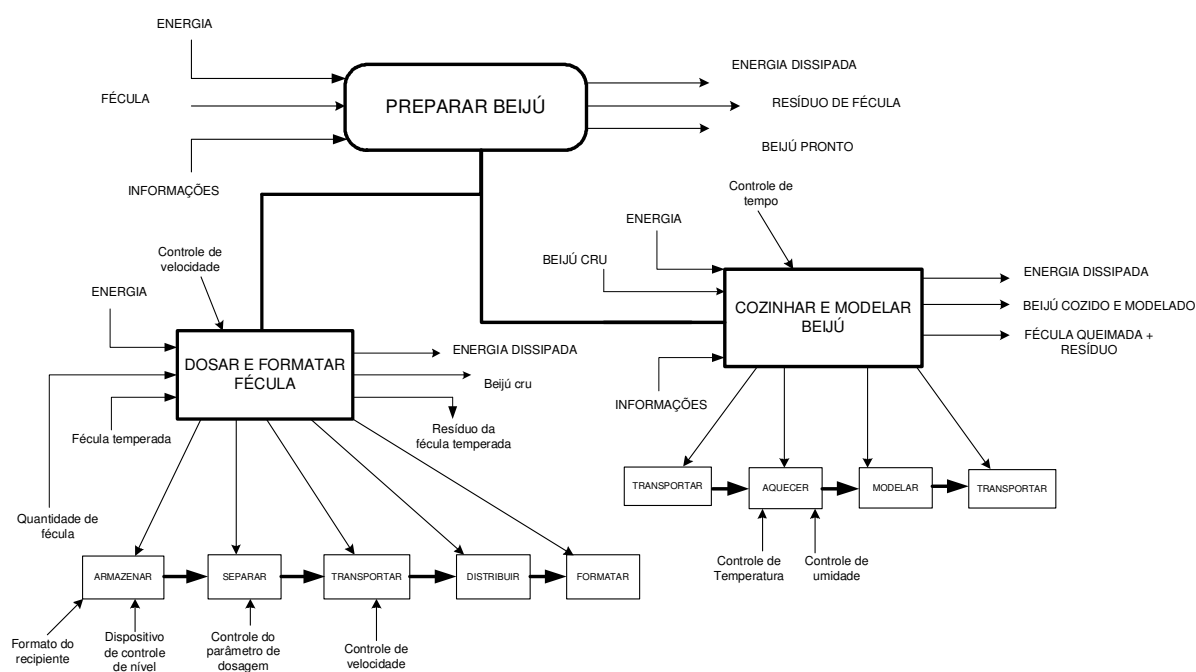 ENERGIA
FÉCULA
INFORMAÇÕES
PREPARAR BEIJÚ
ENERGIA DISSIPADA
RESÍDUO DE FÉCULA
BEIJÚ PRONTO
Controle de
velocidade
ENERGIA
DOSAR E FORMATAR
FÉCULA
Fécula temperada
Quantidade de
fécula
ENERGIA DISSIPADA
Beijú cru
Resíduo da
fécula temperada
Controle de
tempo
ENERGIA
BEIJÚ CRU
INFORMAÇÕES
COZINHAR E MODELAR
BEIJÚ
ENERGIA DISSIPADA
BEIJÚ COZIDO E MODELADO
FÉCULA QUEIMADA +
RESÍDUO
TRANSPORTAR
AQUECER
MODELAR
TRANSPORTAR
Controle de
Temperatura
Controle de
umidade
ARMAZENAR
SEPARAR
TRANSPORTAR
DISTRIBUIR
FORMATAR
Formato do
recipiente
Dispositivo
de controle
de nível
Controle do
parâmetro de
dosagem
Controle de
velocidade